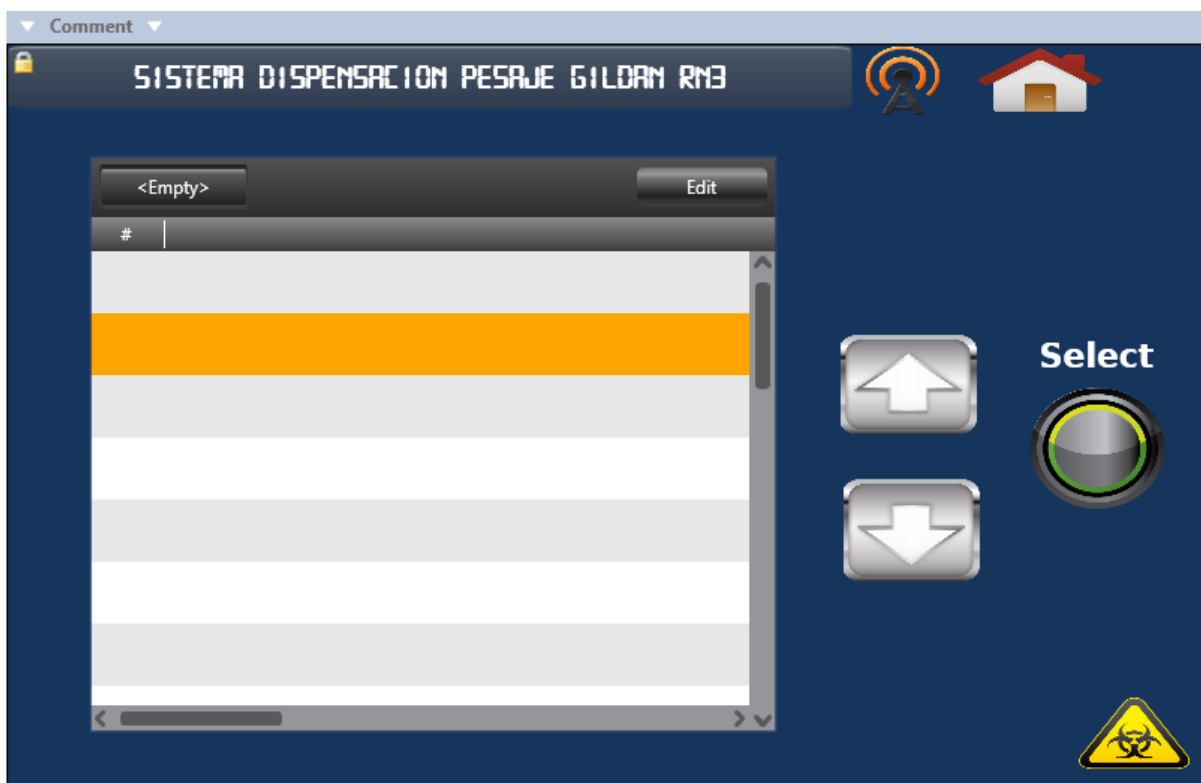 Comment
SISTEMA DISPENSACION PESAJE GILDAN RN3
<Empty>
Edit
#
Select